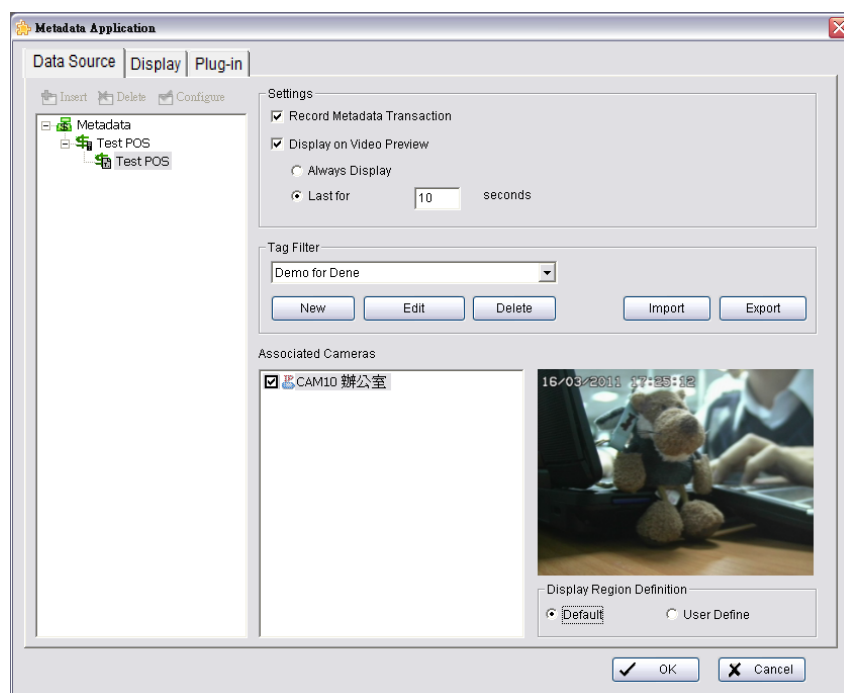 Metadata Application
Data Source Display Plug-in
Insert Delete Configure
Metadata
Test POS
Test POS
Settings
Record Metadata Transaction
Display on Video Preview
Always Display
Last for 10 seconds
Tag Filter
Demo for Dene
New Edit Delete Import Export
Associated Cameras
CAM10 辦公室
16/03/2011 17:25:12
Display Region Definition
Default User Define
OK Cancel